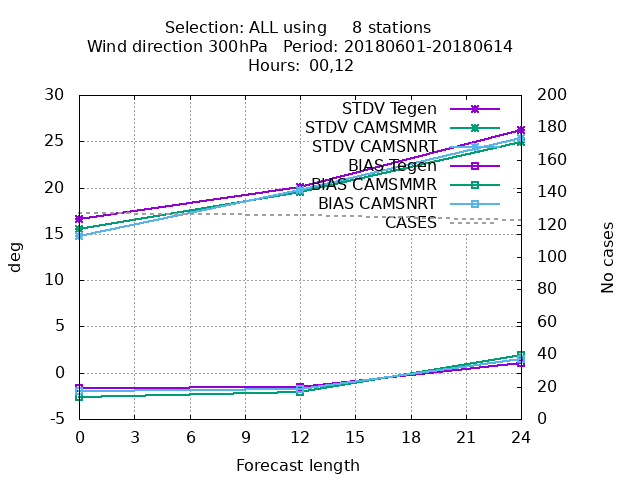 Selection: ALL using 8 stations
Wind direction 300hPa Period: 20180601-20180614
Hours: 00,12
30
25
20
15
10
5
0
-5
deg
STDV Tegen
STDV CAMSMMR
STDV CAMSNRT
BIAS Tegen
BIAS CAMSMMR
BIAS CAMSNRT
CASES
200
180
160
140
120
100
80
60
40
20
0
No cases
0 3 6 9 12 15 18 21 24
Forecast length